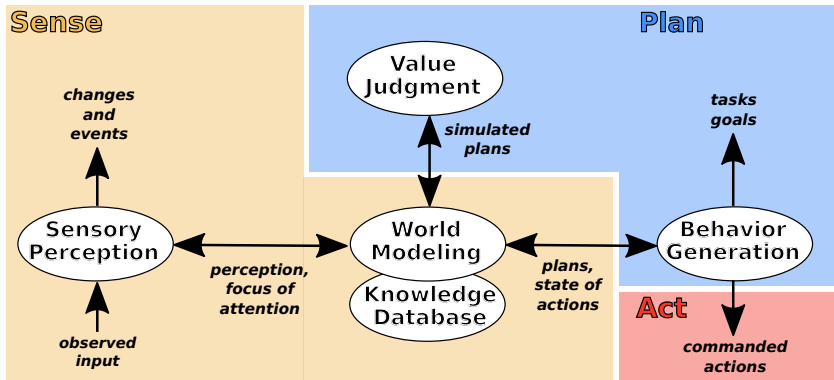 Sense
Plan
Value
Judgment
changes
and
events
simulated
plans
tasks
goals
Sensory
Perception
World
Modeling
Behavior
Generation
perception,
focus of
attention
plans,
state of
actions
Knowledge
Database
observed
input
Act
commanded
actions